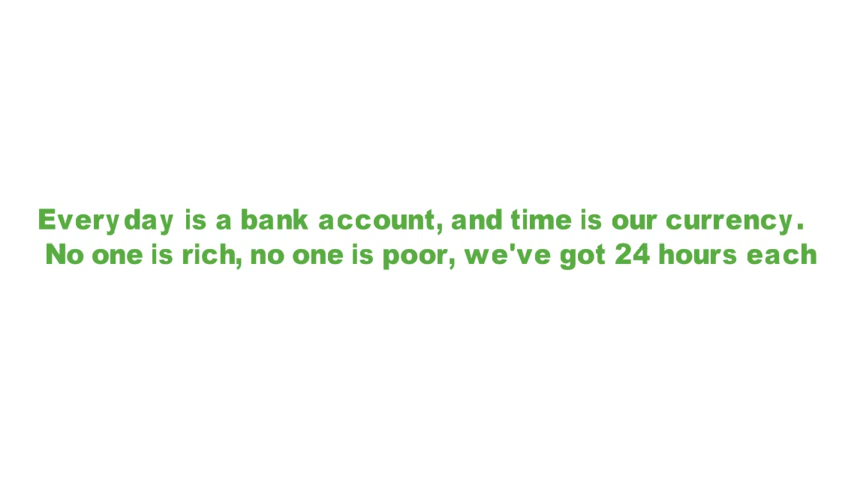 Everyday is a bank account, and time is our currency.
No one is rich, no one is poor, we've got 24 hours each